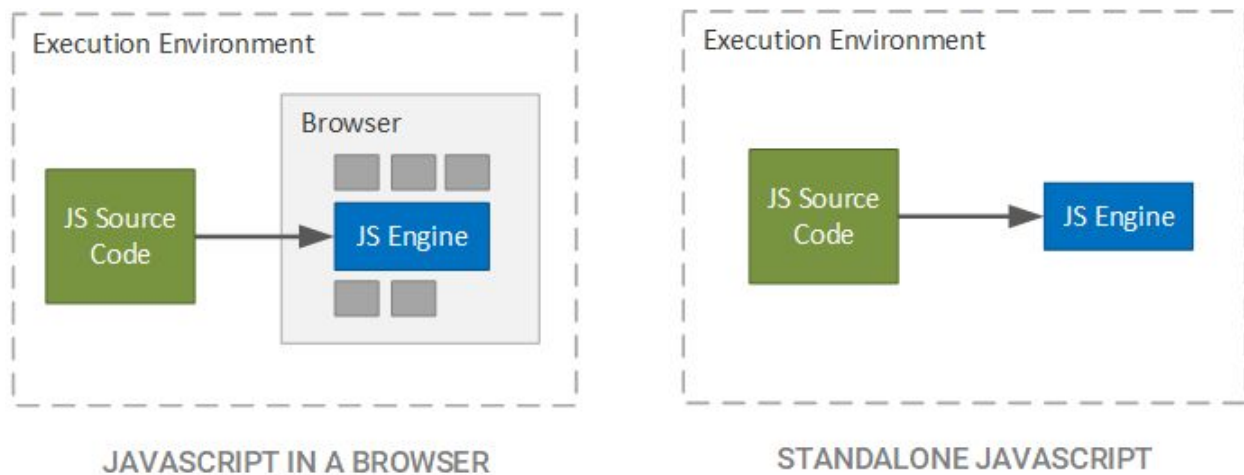 Execution Environment
Browser
JS Source
Code
JS Engine
JAVASCRIPT IN A BROWSER
Execution Environment
JS Source
Code
JS Engine
STANDALONE JAVASCRIPT